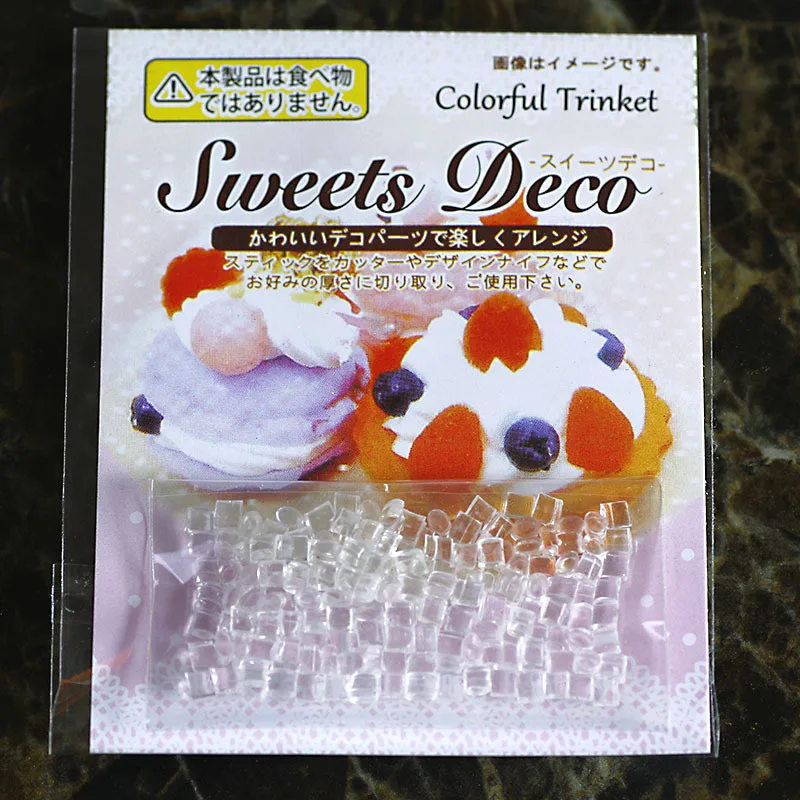 本製品は食べ物
ではありません。
画像はイメージです。
Colorful Trinket
-スイーツデコ-
Sweets Deco
かわいいデコパーツで楽しくアレンジ
スティックをカッターやデザインナイフなどで
お好みの厚さに切り取り、ご使用下さい。